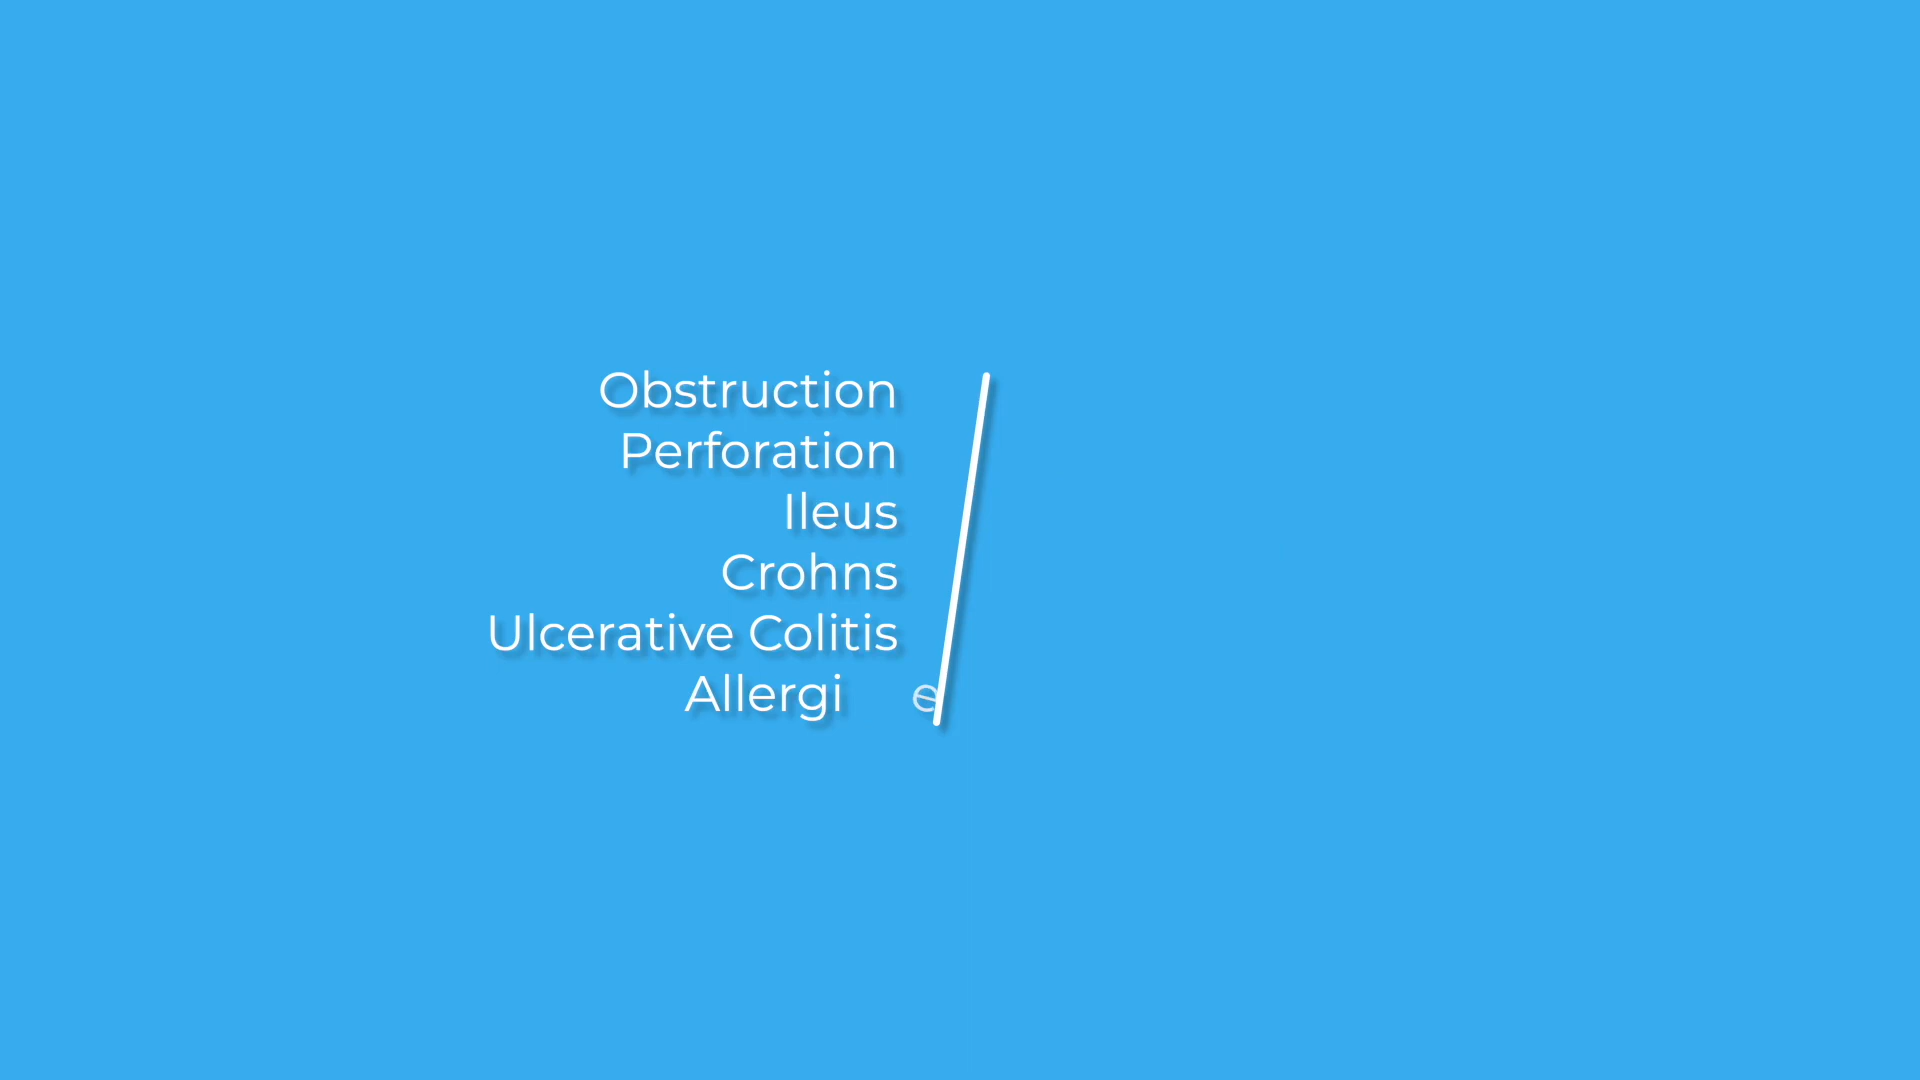 Obstruction
Perforation
Ileus
Crohns
Ulcerative Colitis
Allergi e